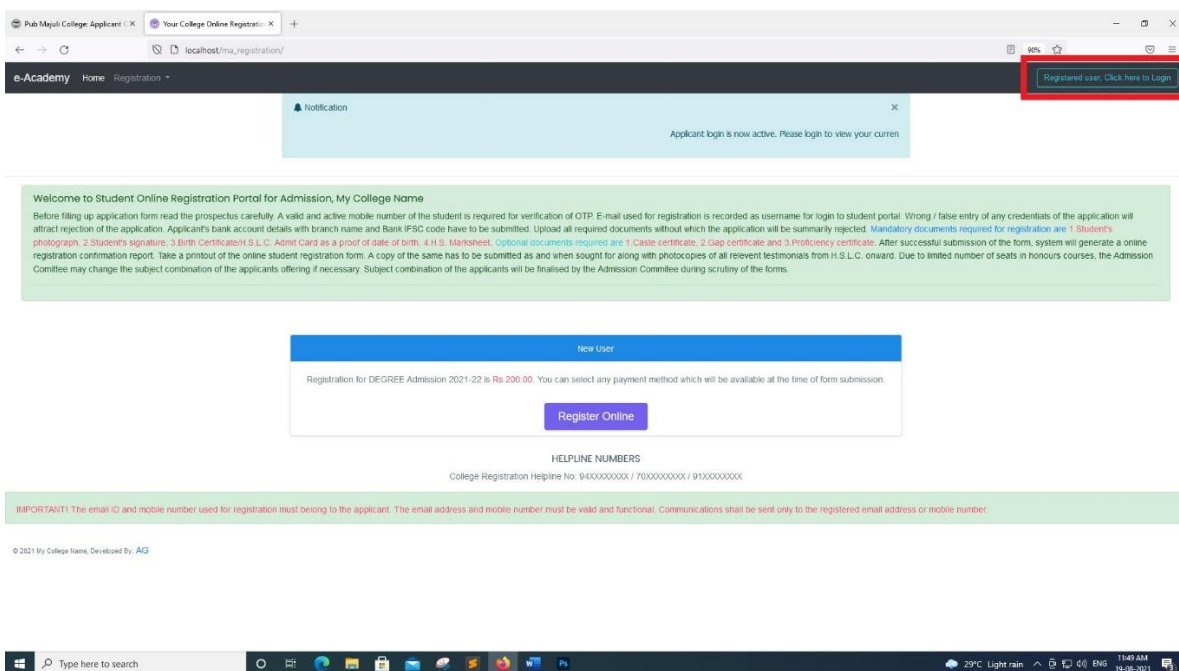 Pub Majuli College: Applicant C
Your College Online Registration
localhost/ma_registration/
90%
e-Academy Home Registration
Registered user, Click here to Login
Notification
Applicant login is now active. Please login to view your curren
Welcome to Student Online Registration Portal for Admission, My College Name
Before filing up application form read the prospectus carefully. A valid and active mobile number of the student is required for verification of OTP. E-mail used for registration is recorded as username for login to student portal. Wrong / false entry of any credentials of the application will
attract rejection of the application. Applicant's bank account details with branch name and Bank IFSC code have to be submitted. Upload all required documents without which the application will be summarily rejected. Mandatory documents required for registration are 1.Student's
photograph, 2.Student's signature, 3.Birth Certificate/H.S.L.C. Admit Card as a proof of date of birth, 4.H.S. Marksheet, Optional documents required are 1.Caste certificate, 2.Gap certificate and 3.Proficiency certificate. After successful submission of the form, system will generate a online
registration confirmation report. Take a printout of the online student registration form. A copy of the same has to be submitted as and when sought for along with photocopies of all relevent testimonials from H.S.L.C. onward. Due to limited number of seats in honours courses, the Admission
Comittee may change the subject combination of the applicants offering if necessary. Subject combination of the applicants will be finalised by the Admission Commitee during scrutiny of the forms.
New User
Registration for DEGREE Admission 2021-22 is Rs.200.00. You can select any payment method which will be available at the time of form submission.
Register Online
HELPLINE NUMBERS
College Registration Helpline No: 94XXXXXXXX / 70XXXXXXXX / 91XXXXXXXX
IMPORTANT! The email ID and mobile number used for registration must belong to the applicant. The email address and mobile number must be valid and functional. Communications shall be sent only to the registered email address or mobile number.
© 2021 My College Name, Developed By: AG
Type here to search
29°C Light rain
ENG
11:49 AM
19-08-2021